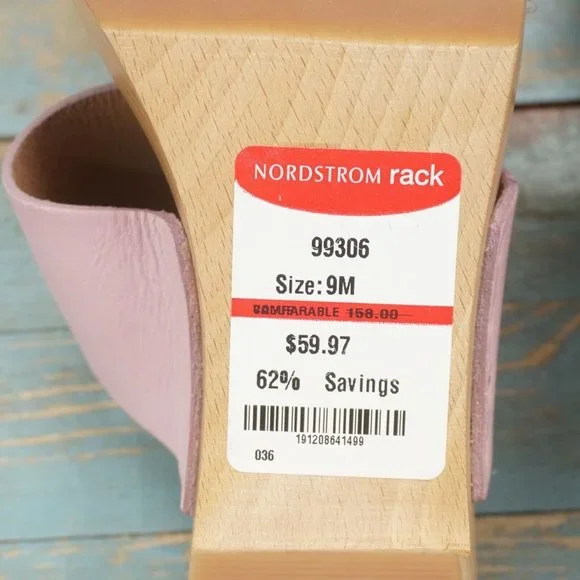 NORDSTROM rack
99306
Size: 9M
COMPARABLE 158.00
$59.97
62% Savings
191208641499
036